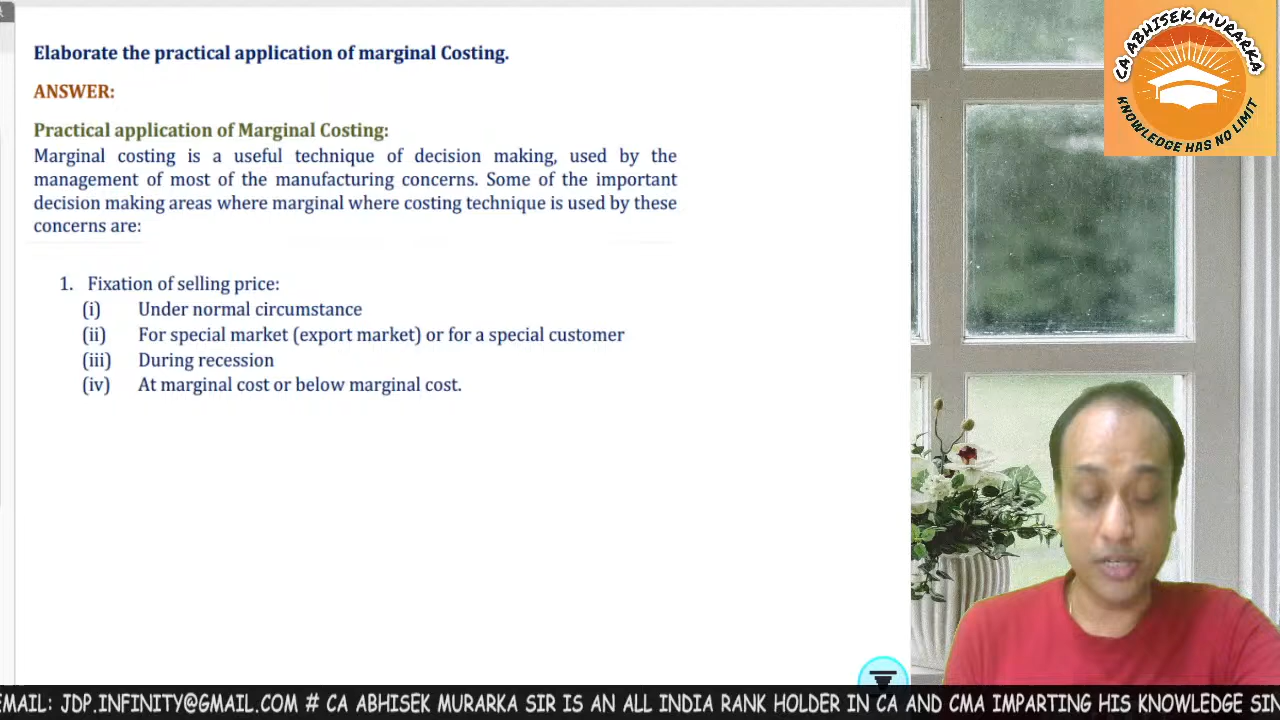 Elaborate the practical application of marginal Costing.
ANSWER:
Practical application of Marginal Costing:
Marginal costing is a useful technique of decision making, used by the
management of most of the manufacturing concerns. Some of the important
decision making areas where marginal where costing technique is used by these
concerns are:
1. Fixation of selling price:
(i) Under normal circumstance
(ii) For special market (export market) or for a special customer
(iii) During recession
(iv) At marginal cost or below marginal cost.
CA ABHISEK MURARKA
KNOWLEDGE HAS NO LIMIT
EMAIL: JDP.INFINITY@GMAIL.COM # CA ABHISEK MURARKA SIR IS AN ALL INDIA RANK HOLDER IN CA AND CMA IMPARTING HIS KNOWLEDGE SIN